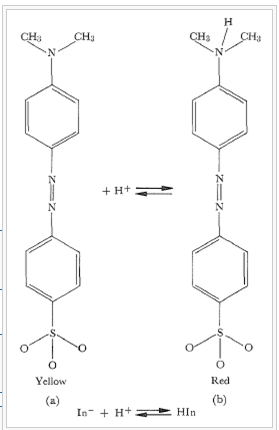 H
CH₃ CH₃ CH₃ CH₃
N N
N N
+ H+
N N
S S
O O O O
O O
Yellow Red
(a) (b)
In⁻ + H+ HIn